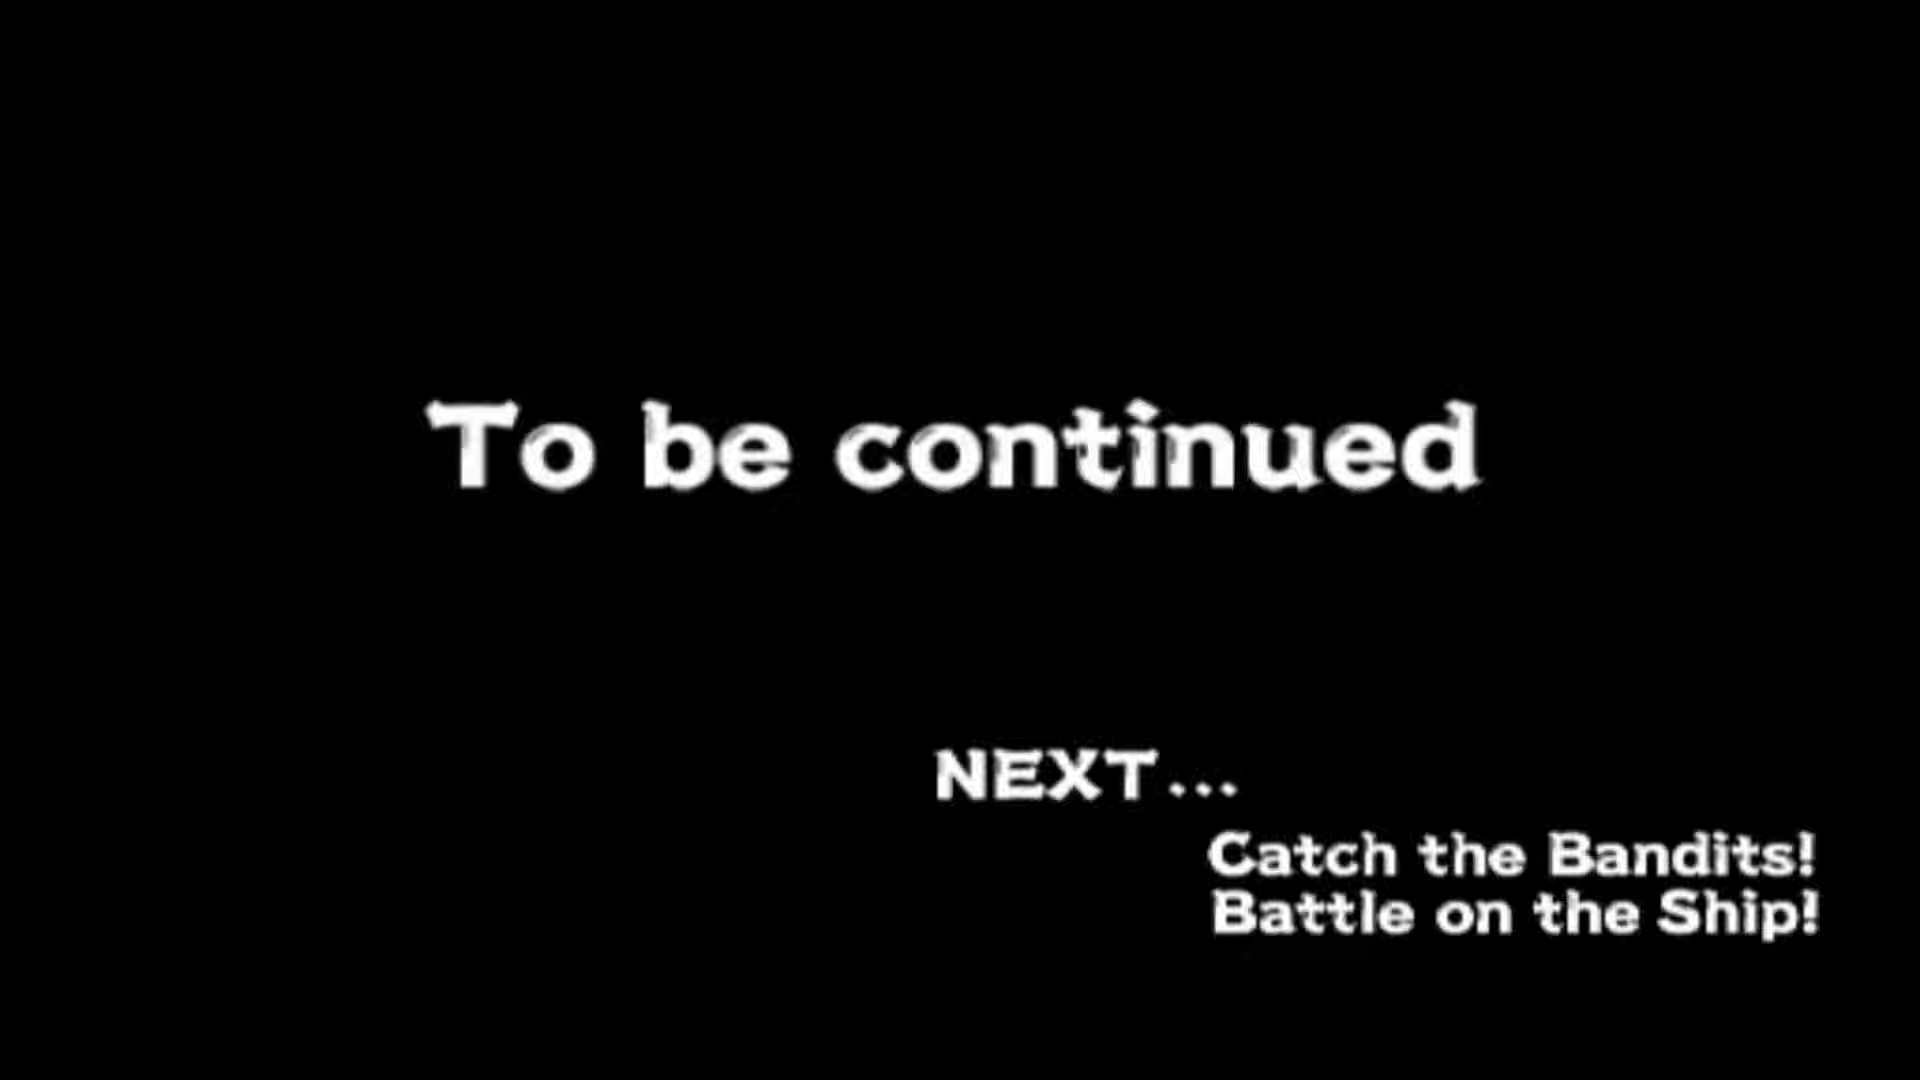 To be continued
NEXT...
Catch the Bandits!
Battle on the Ship!